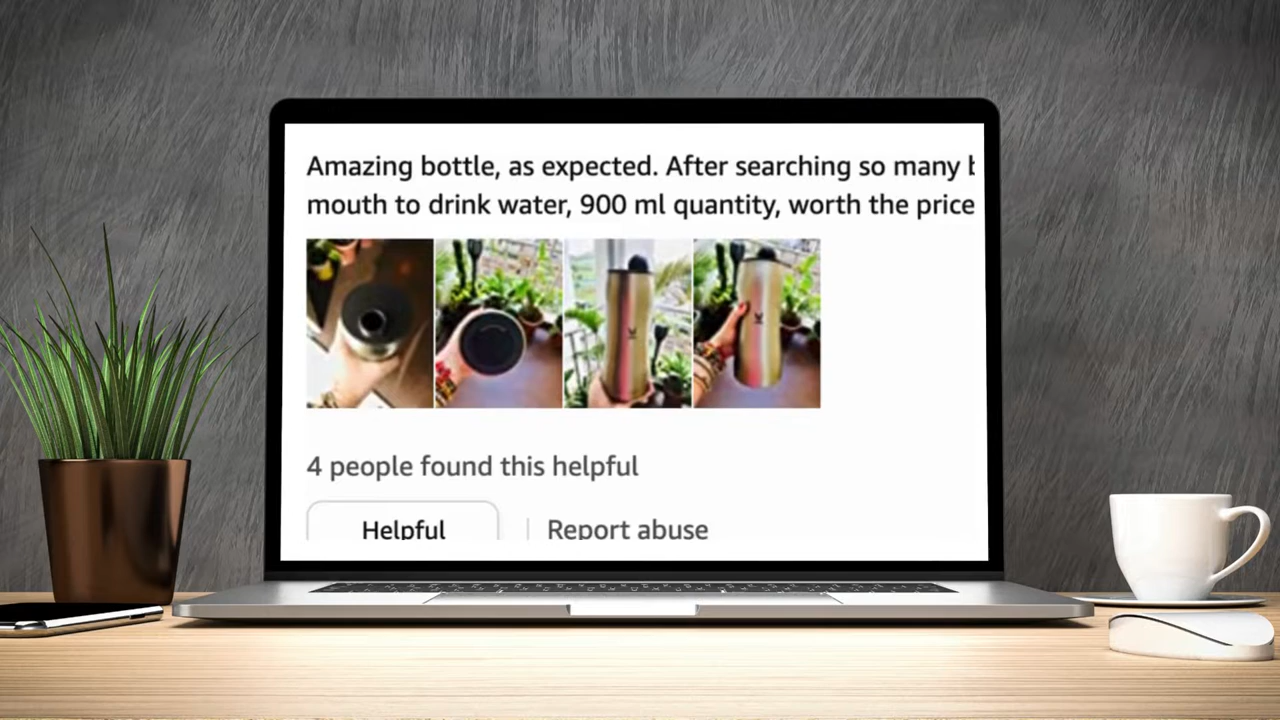 Amazing bottle, as expected. After searching so many
mouth to drink water, 900 ml quantity, worth the price
4 people found this helpful
Helpful
Report abuse